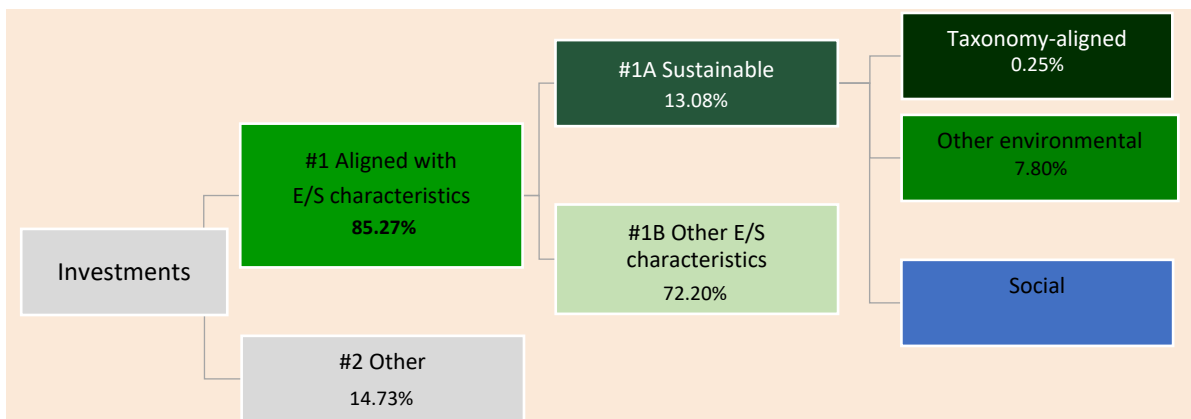 Investments
#1 Aligned with
E/S characteristics
85.27%
#2 Other
14.73%
#1A Sustainable
13.08%
#1B Other E/S
characteristics
72.20%
Taxonomy-aligned
0.25%
Other environmental
7.80%
Social